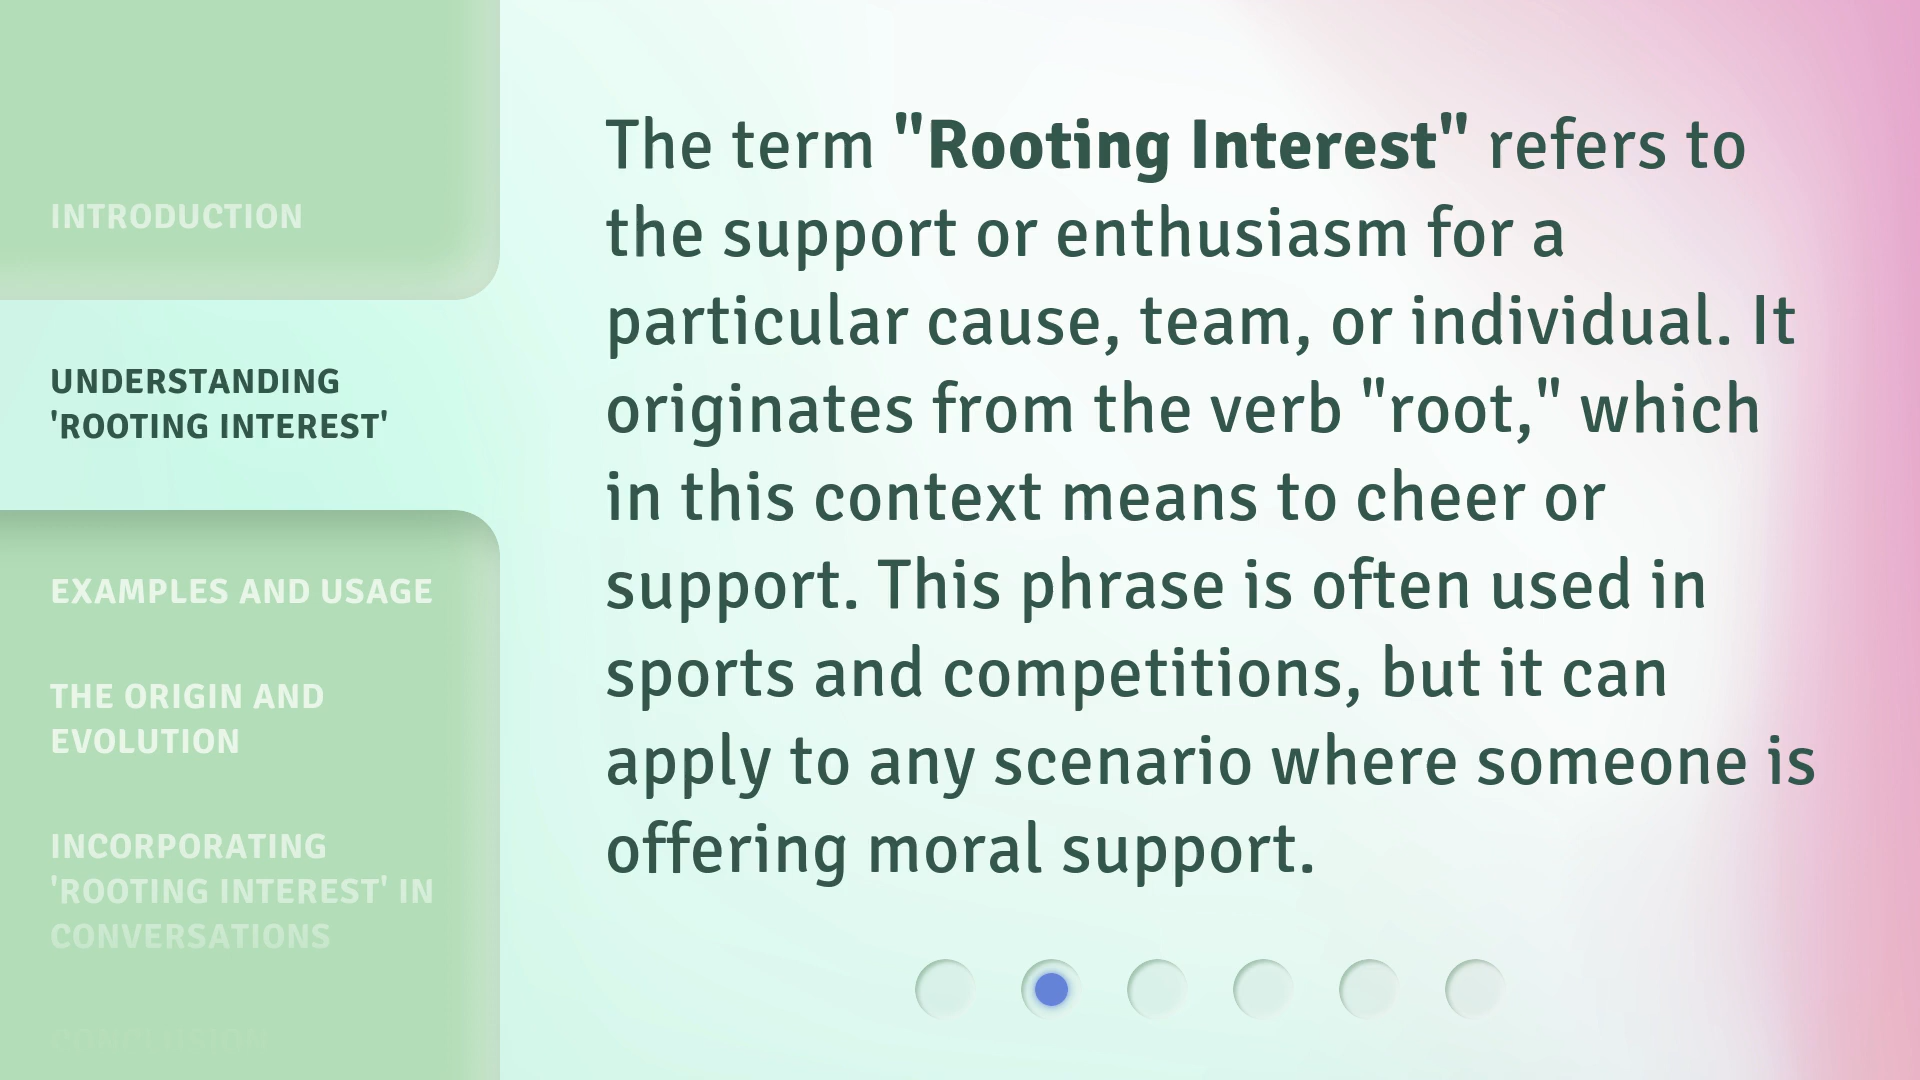 INTRODUCTION
UNDERSTANDING
'ROOTING INTEREST'
EXAMPLES AND USAGE
THE ORIGIN AND
EVOLUTION
INCORPORATING
'ROOTING INTEREST' IN
CONVERSATIONS
CONCLUSION
The term "Rooting Interest" refers to
the support or enthusiasm for a
particular cause, team, or individual. It
originates from the verb "root," which
in this context means to cheer or
support. This phrase is often used in
sports and competitions, but it can
apply to any scenario where someone is
offering moral support.